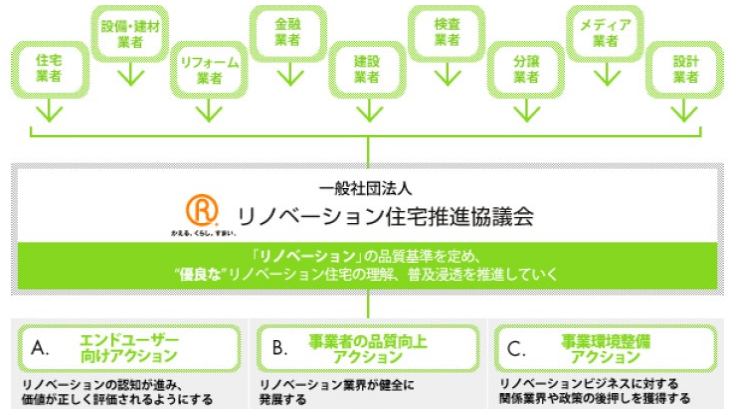 住宅
業者
設備・建材
業者
リフォーム
業者
金融
業者
建設
業者
検査
業者
分譲
業者
メディア
業者
設計
業者
一般社団法人
R
リノベーション住宅推進協議会
かえる。くらし。すまい。
「リノベーション」の品質基準を定め、
“優良な”リノベーション住宅の理解、普及浸透を推進していく
A.
エンドユーザー
向けアクション
リノベーションの認知が進み、
価値が正しく評価されるようにする
B.
事業者の品質向上
アクション
リノベーション業界が健全に
発展する
C.
事業環境整備
アクション
リノベーションビジネスに対する
関係業界や政策の後押しを獲得する